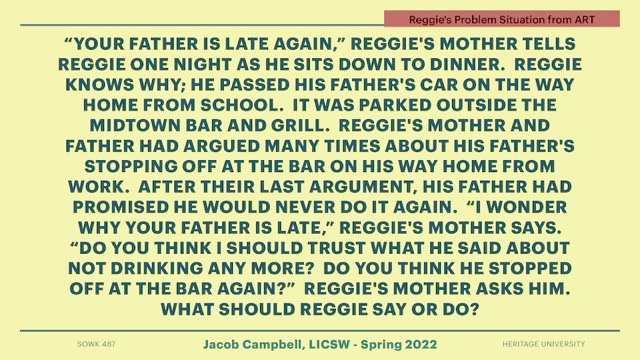 Reggie's Problem Situation from ART
“YOUR FATHER IS LATE AGAIN,” REGGIE'S MOTHER TELLS
REGGIE ONE NIGHT AS HE SITS DOWN TO DINNER. REGGIE
KNOWS WHY; HE PASSED HIS FATHER'S CAR ON THE WAY
HOME FROM SCHOOL. IT WAS PARKED OUTSIDE THE
MIDTOWN BAR AND GRILL. REGGIE'S MOTHER AND
FATHER HAD ARGUED MANY TIMES ABOUT HIS FATHER'S
STOPPING OFF AT THE BAR ON HIS WAY HOME FROM
WORK. AFTER THEIR LAST ARGUMENT, HIS FATHER HAD
PROMISED HE WOULD NEVER DO IT AGAIN. “I WONDER
WHY YOUR FATHER IS LATE,” REGGIE'S MOTHER SAYS.
“DO YOU THINK I SHOULD TRUST WHAT HE SAID ABOUT
NOT DRINKING ANY MORE? DO YOU THINK HE STOPPED
OFF AT THE BAR AGAIN?” REGGIE'S MOTHER ASKS HIM.
WHAT SHOULD REGGIE SAY OR DO?
SOWK 487
Jacob Campbell, LICSW - Spring 2022
HERITAGE UNIVERSITY